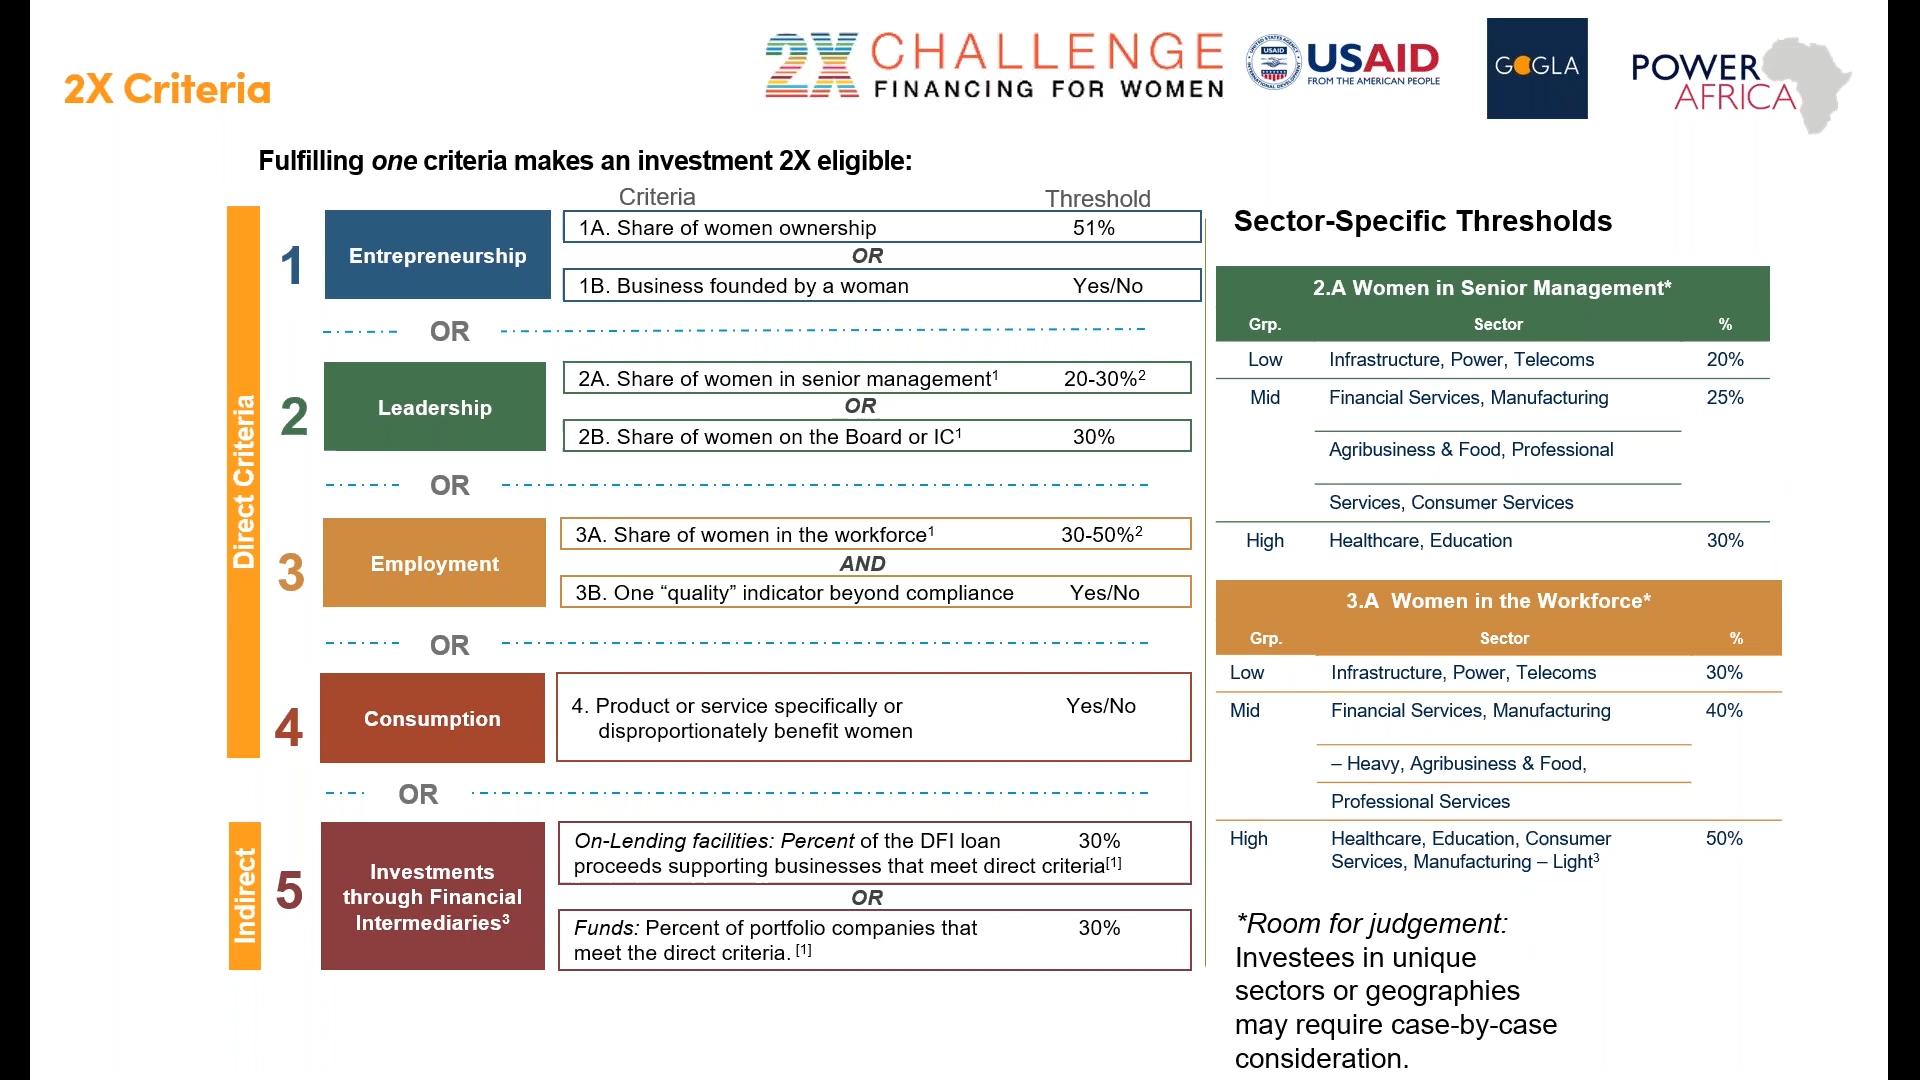 2X Criteria
2X CHALLENGE
FINANCING FOR WOMEN
USAID
USAID
FROM THE AMERICAN PEOPLE
GOGLA
POWER
AFRICA
Fulfilling one criteria makes an investment 2X eligible:
Criteria Threshold
Direct Criteria
1 Entrepreneurship
1A. Share of women ownership 51%
OR
1B. Business founded by a woman Yes/No
OR
2 Leadership
2A. Share of women in senior management¹ 20-30%²
OR
2B. Share of women on the Board or IC¹ 30%
OR
3 Employment
3A. Share of women in the workforce¹ 30-50%²
AND
3B. One “quality” indicator beyond compliance Yes/No
OR
4 Consumption
4. Product or service specifically or Yes/No
disproportionately benefit women
OR
Indirect
5 Investments
through Financial
Intermediaries³
On-Lending facilities: Percent of the DFI loan 30%
proceeds supporting businesses that meet direct criteria[1]
OR
Funds: Percent of portfolio companies that 30%
meet the direct criteria. [1]
Sector-Specific Thresholds
2.A Women in Senior Management*
Grp. Sector %
Low Infrastructure, Power, Telecoms 20%
Mid Financial Services, Manufacturing 25%
Agribusiness & Food, Professional
Services, Consumer Services
High Healthcare, Education 30%
3.A Women in the Workforce*
Grp. Sector %
Low Infrastructure, Power, Telecoms 30%
Mid Financial Services, Manufacturing 40%
– Heavy, Agribusiness & Food,
Professional Services
High Healthcare, Education, Consumer 50%
Services, Manufacturing – Light³
*Room for judgement:
Investees in unique
sectors or geographies
may require case-by-case
consideration.